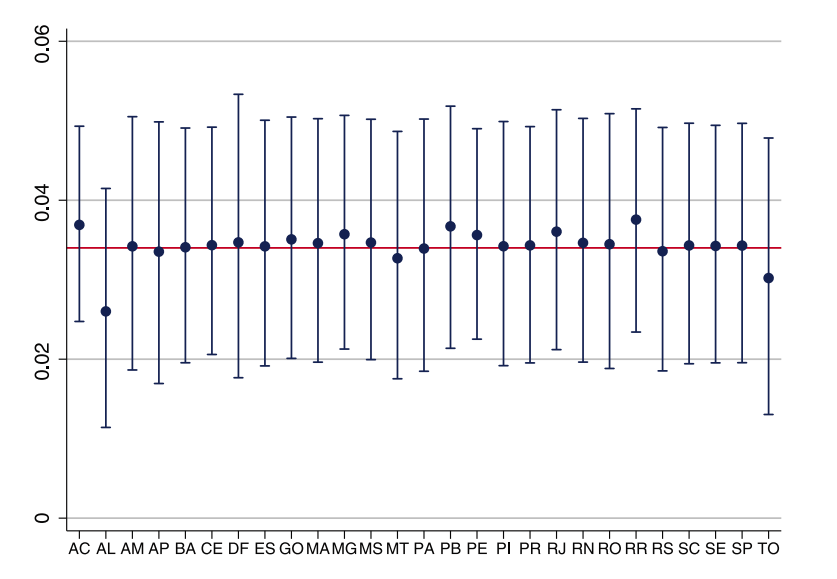 0.06
0.04
0.02
0
AC AL AM AP BA CE DF ES GO MA MG MS MT PA PB PE PI PR RJ RN RO RR RS SC SE SP TO